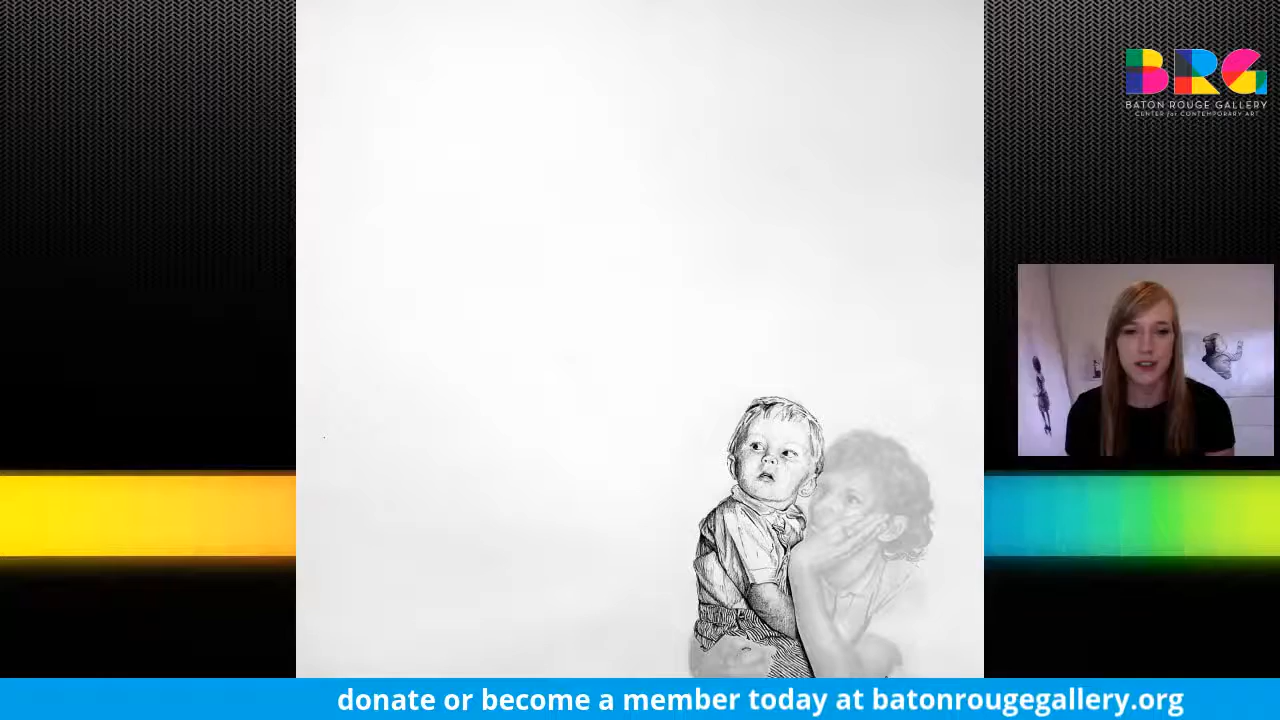 BRG
BATON ROUGE GALLERY
CENTER for CONTEMPORARY ART
donate or become a member today at batonrougegallery.org